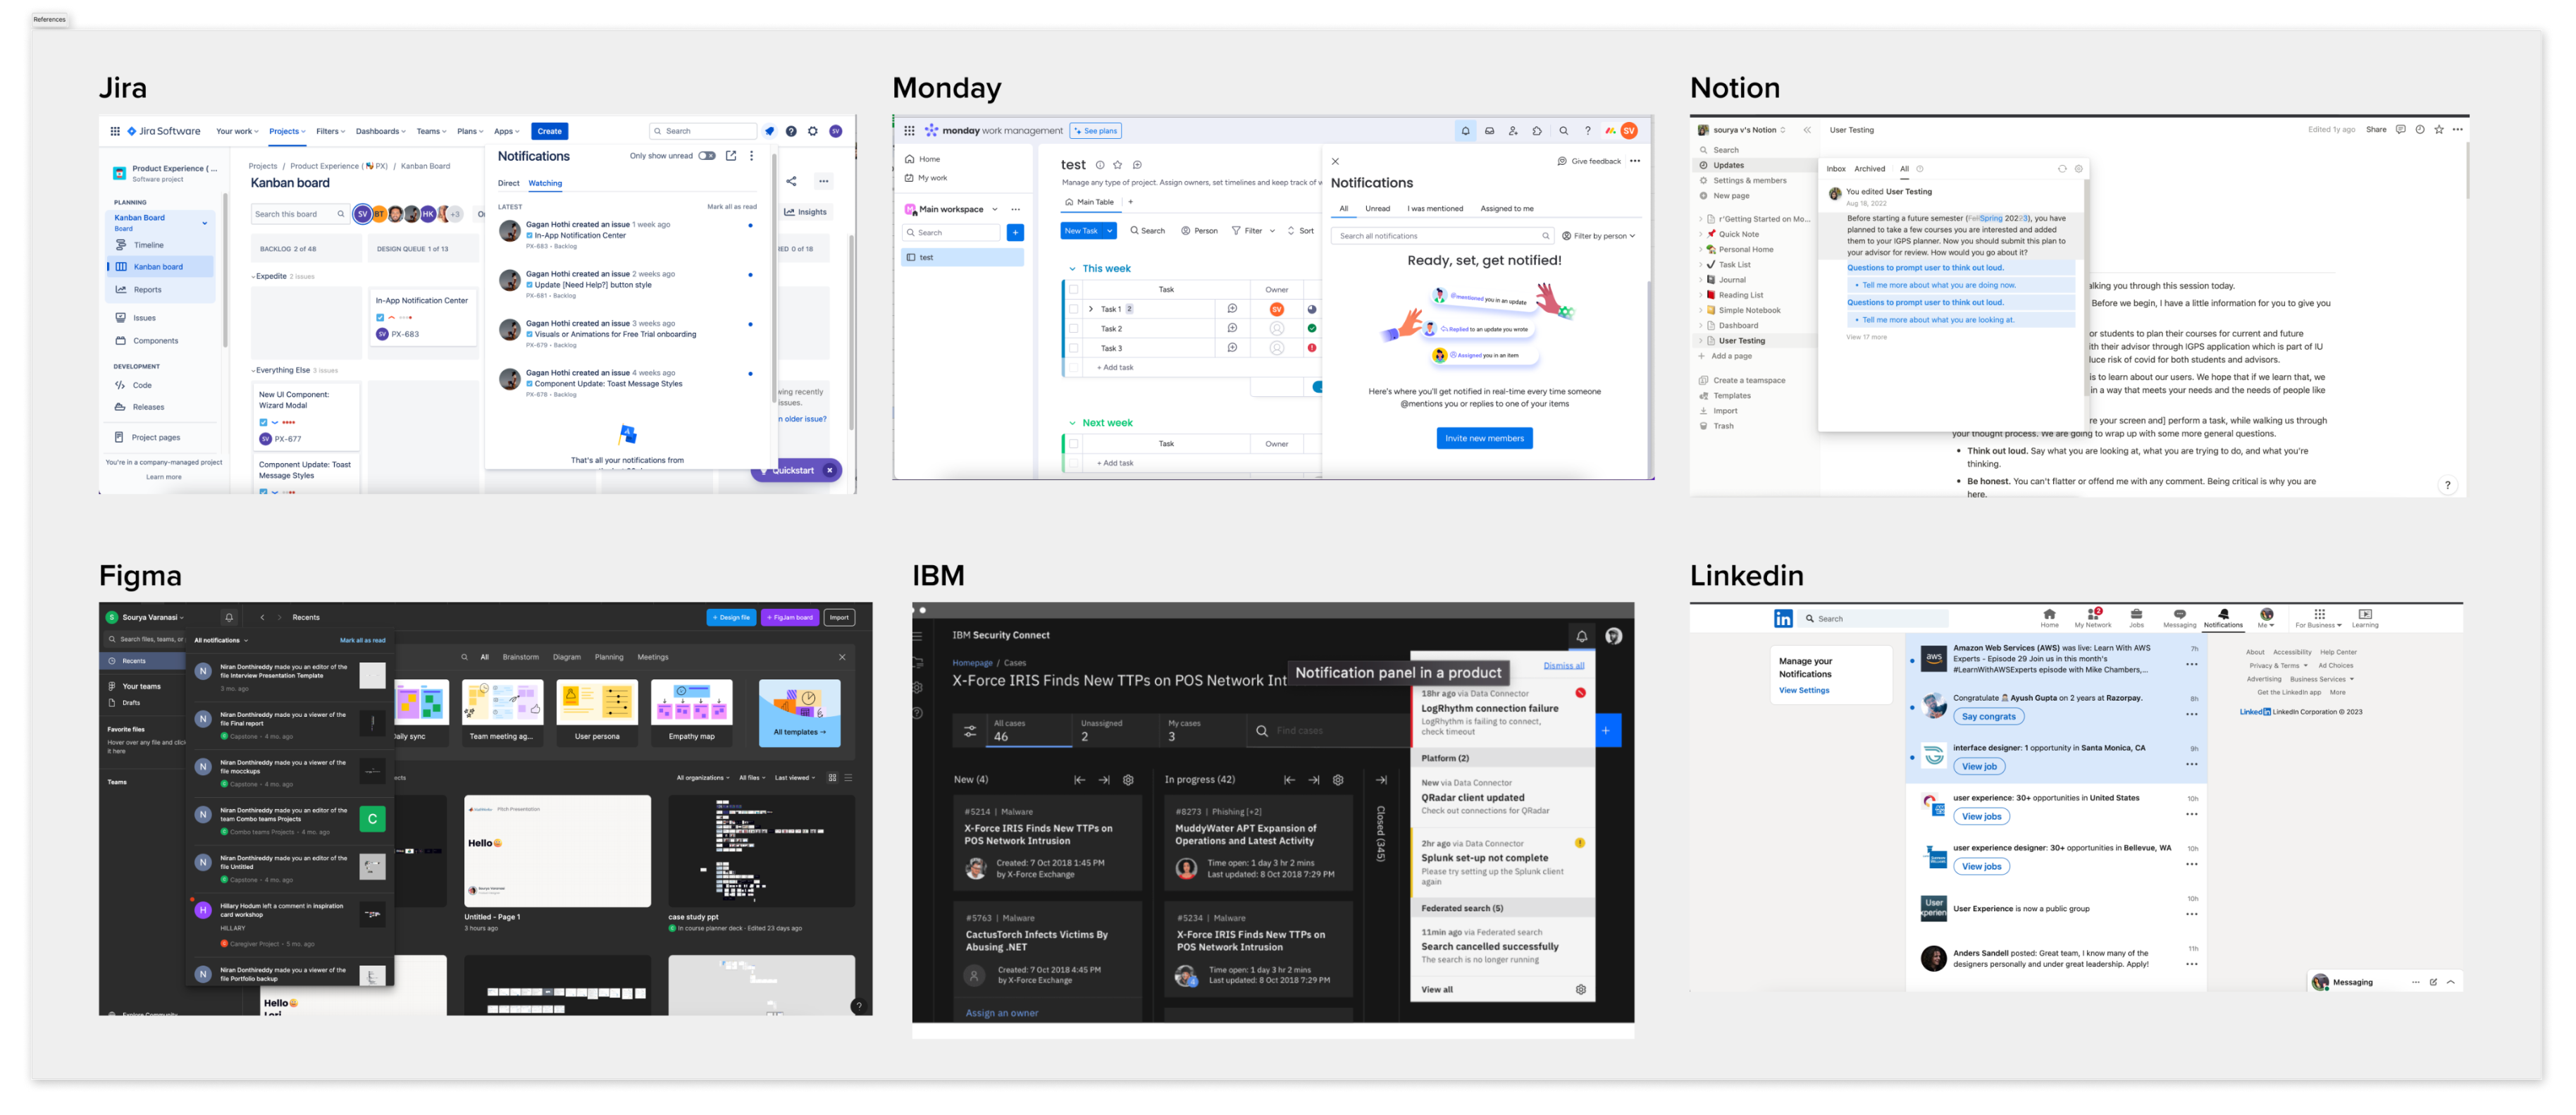 References
Jira
Jira Software
Your work
Projects
Filters
Dashboards
Teams
Plans
Apps
Create
Search
SV
Product Experience ( ...
Software project
PLANNING
Kanban Board
Board
Timeline
Kanban board
Reports
Issues
Components
DEVELOPMENT
Code
Releases
Project pages
You're in a company-managed project
Learn more
Projects / Product Experience ( PX) / Kanban Board
Kanban board
Search this board
SV BT HK +3
Insights
BACKLOG 2 of 48
DESIGN QUEUE 1 of 13
IED 0 of 18
Expedite 2 issues
In-App Notification Center
SV PX-683
Everything Else 3 issues
New UI Component:
Wizard Modal
SV PX-677
Component Update: Toast
Message Styles
Notifications
Only show unread
Direct Watching
LATEST
Mark all as read
Gagan Hothi created an issue 1 week ago
In-App Notification Center
PX-683 • Backlog
Gagan Hothi created an issue 2 weeks ago
Update [Need Help?] button style
PX-681 • Backlog
Gagan Hothi created an issue 3 weeks ago
Visuals or Animations for Free Trial onboarding
PX-679 • Backlog
Gagan Hothi created an issue 4 weeks ago
Component Update: Toast Message Styles
PX-678 • Backlog
That's all your notifications from
wing recently
issues.
n older issue?
Quickstart
Monday
monday work management
See plans
SV
Home
My work
Main workspace
Search
test
test
Manage any type of project. Assign owners, set timelines and keep track of w
Main Table
New Task
Search
Person
Filter
Sort
This week
Task
Owner
Task 1 2
SV
Task 2
Task 3
+ Add task
Next week
Task
Owner
+ Add task
Give feedback
Notifications
All
Unread
I was mentioned
Assigned to me
Search all notifications
Filter by person
Ready, set, get notified!
@mentioned you in an update
Replied to an update you wrote
Assigned you in an item
Here's where you'll get notified in real-time every time someone
@mentions you or replies to one of your items
Invite new members
Notion
sourya v's Notion
User Testing
Edited 1y ago
Share
Search
Updates
Settings & members
New page
r'Getting Started on Mo...
Quick Note
Personal Home
Task List
Journal
Reading List
Simple Notebook
Dashboard
User Testing
Add a page
Create a teamspace
Templates
Import
Trash
Inbox
Archived
All
You edited User Testing
Aug 18, 2022
Before starting a future semester (FallSpring 20223), you have
planned to take a few courses you are interested and added
them to your IGPS planner. Now you should submit this plan to
your advisor for review. How would you go about it?
Questions to prompt user to think out loud.
• Tell me more about what you are doing now.
Questions to prompt user to think out loud.
• Tell me more about what you are looking at.
View 17 more
alking you through this session today.
Before we begin, I have a little information for you to give you
or students to plan their courses for current and future
ith their advisor through IGPS application which is part of IU
luce risk of covid for both students and advisors.
is to learn about our users. We hope that if we learn that, we
in a way that meets your needs and the needs of people like
re your screen and] perform a task, while walking us through
your thought process. We are going to wrap up with some more general questions.
• Think out loud. Say what you are looking at, what you are trying to do, and what you're
thinking.
• Be honest. You can't flatter or offend me with any comment. Being critical is why you are
here.
Figma
S Sourya Varanasi
Recents
+ Design file
+ FigJam board
Import
Search files, teams, or
Recents
Your teams
Drafts
Favorite files
Hover over any file and click
it here
Teams
Explore Community
All notifications
Mark all as read
Niran Donthireddy made you an editor of the
file Interview Presentation Template
3 mo. ago
Niran Donthireddy made you a viewer of the
file Final report
Capstone • 4 mo. ago
Niran Donthireddy made you a viewer of the
file mocckups
Capstone • 4 mo. ago
Niran Donthireddy made you an editor of the
team Combo teams Projects
Combo teams Projects • 4 mo. ago
C
Niran Donthireddy made you an editor of the
file Untitled
Capstone • 4 mo. ago
Hillary Hodum left a comment in inspiration
card workshop
HILLARY
Caregiver Project • 5 mo. ago
Niran Donthireddy made you a viewer of the
file Portfolio backup
All
Brainstorm
Diagram
Planning
Meetings
Daily sync
Team meeting ag...
User persona
Empathy map
All templates →
All organizations
All files
Last viewed
Pitch Presentation
Hello
Untitled - Page 1
3 hours ago
case study ppt
In course planner deck • Edited 23 days ago
Hello
Lori
IBM
IBM Security Connect
Homepage / Cases
X-Force IRIS Finds New TTPs on POS Network Int
Notification panel in a product
All cases
46
Unassigned
2
My cases
3
Find cases
New (4)
In progress (42)
Closed (345)
#5214 | Malware
X-Force IRIS Finds New TTPs on
POS Network Intrusion
Created: 7 Oct 2018 1:45 PM
by X-Force Exchange
#8273 | Phishing [+2]
MuddyWater APT Expansion of
Operations and Latest Activity
Time open: 1 day 3 hr 2 mins
Last updated: 8 Oct 2018 7:29 PM
#5763 | Malware
CactusTorch Infects Victims By
Abusing .NET
Created: 7 Oct 2018 4:45 PM
by X-Force Exchange
Assign an owner
#5234 | Malware
X-Force IRIS Finds New TTPs on
POS Network Intrusion
Time open: 1 day 3 hr 2 mins
Last updated: 8 Oct 2018 7:29 PM
Dismiss all
18hr ago via Data Connector
LogRhythm connection failure
LogRhythm is failing to connect,
check timeout
Platform (2)
New via Data Connector
QRadar client updated
Check out connections for QRadar
2hr ago via Data Connector
Splunk set-up not complete
Please try setting up the Splunk client
again
Federated search (5)
11min ago via Federated search
Search cancelled successfully
The search is no longer running
View all
Linkedin
in
Search
Home
My Network
2
Jobs
Messaging
Notifications
Me
For Business
Learning
Manage your
Notifications
View Settings
aws
Amazon Web Services (AWS) was live: Learn With AWS
Experts - Episode 29 Join us in this month's
#LearnWithAWSExperts episode with Mike Chambers,...
7h
Congratulate Ayush Gupta on 2 years at Razorpay.
8h
Say congrats
interface designer: 1 opportunity in Santa Monica, CA
9h
View job
user experience: 30+ opportunities in United States
10h
View jobs
user experience designer: 30+ opportunities in Bellevue, WA
10h
View jobs
User
xperien
User Experience is now a public group
10h
Anders Sandell posted: Great team, I know many of the
designers personally and under great leadership. Apply!
11h
About
Accessibility
Help Center
Privacy & Terms
Ad Choices
Advertising
Business Services
Get the LinkedIn app
More
LinkedIn LinkedIn Corporation © 2023
Messaging